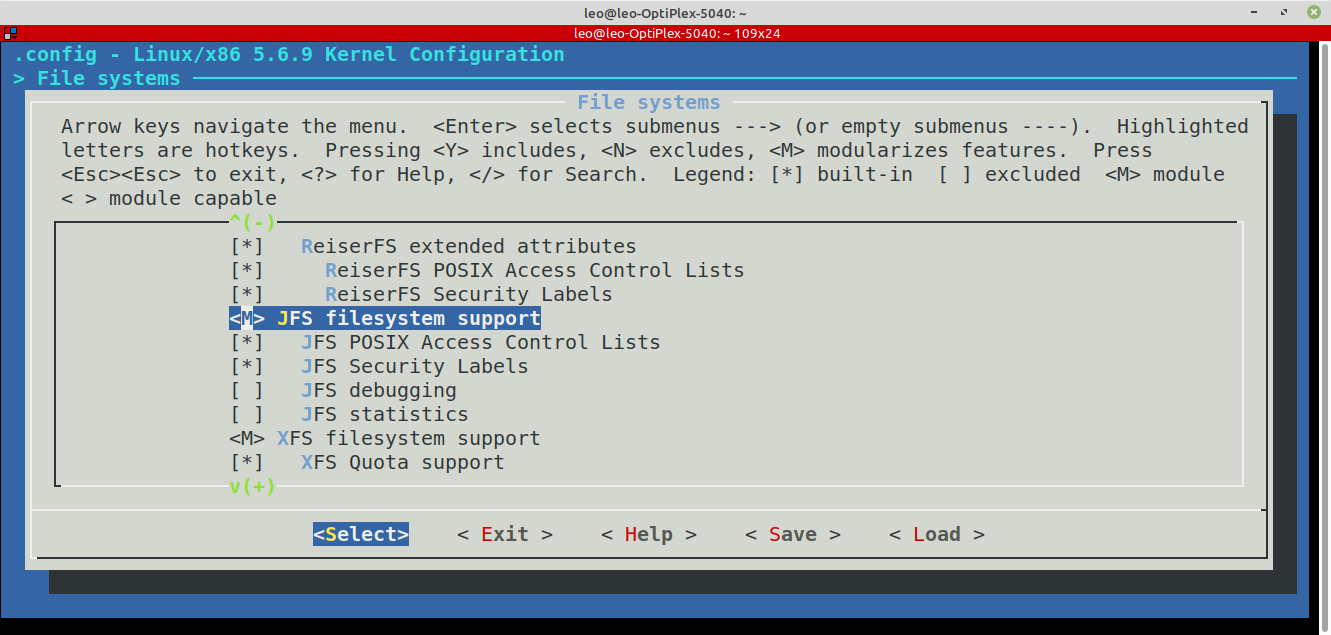 leo@leo-OptiPlex-5040: ~
leo@leo-OptiPlex-5040: ~ 109x24
.config - Linux/x86 5.6.9 Kernel Configuration
> File systems
File systems
Arrow keys navigate the menu.  <Enter> selects submenus ---> (or empty submenus ----).  Highlighted
letters are hotkeys.  Pressing <Y> includes, <N> excludes, <M> modularizes features.  Press
<Esc><Esc> to exit, <?> for Help, </> for Search.  Legend: [*] built-in  [ ] excluded  <M> module
< > module capable
^(-)
[*]   ReiserFS extended attributes
[*]     ReiserFS POSIX Access Control Lists
[*]     ReiserFS Security Labels
<M> JFS filesystem support
[*]   JFS POSIX Access Control Lists
[*]   JFS Security Labels
[ ]   JFS debugging
[ ]   JFS statistics
<M> XFS filesystem support
[*]   XFS Quota support
v(+)
<Select>    < Exit >    < Help >    < Save >    < Load >